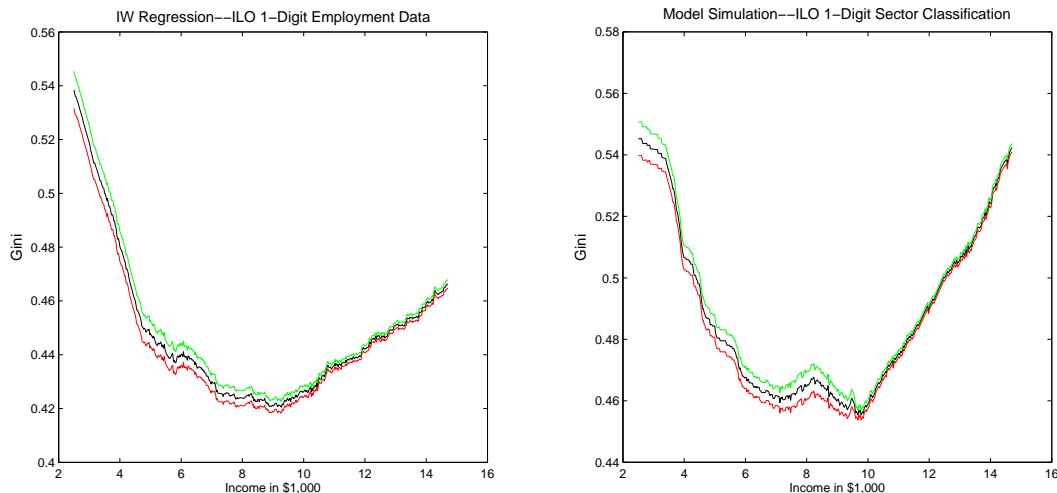 IW Regression−−ILO 1−Digit Employment Data
0.56
0.54
0.52
0.5
0.48
0.46
0.44
0.42
0.4
Gini
2 4 6 8 10 12 14 16
Income in $1,000
Model Simulation−−ILO 1−Digit Sector Classification
0.58
0.56
0.54
0.52
0.5
0.48
0.46
0.44
Gini
2 4 6 8 10 12 14 16
Income in $1,000